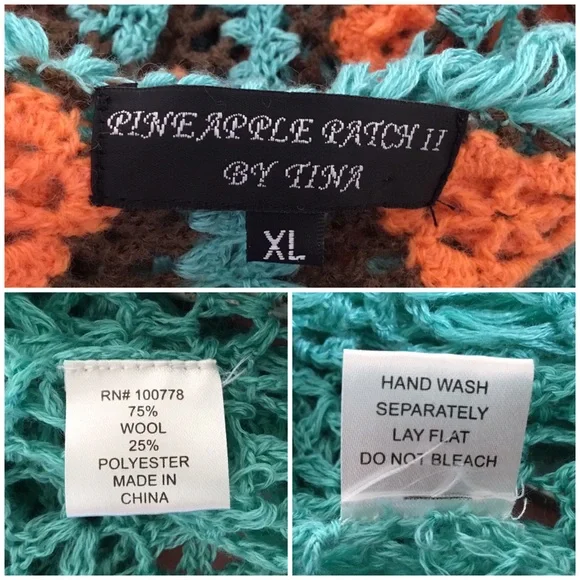 PINEAPPLE PATCH II
BY TINA
XL
RN# 100778
75%
WOOL
25%
POLYESTER
MADE IN
CHINA
HAND WASH
SEPARATELY
LAY FLAT
DO NOT BLEACH